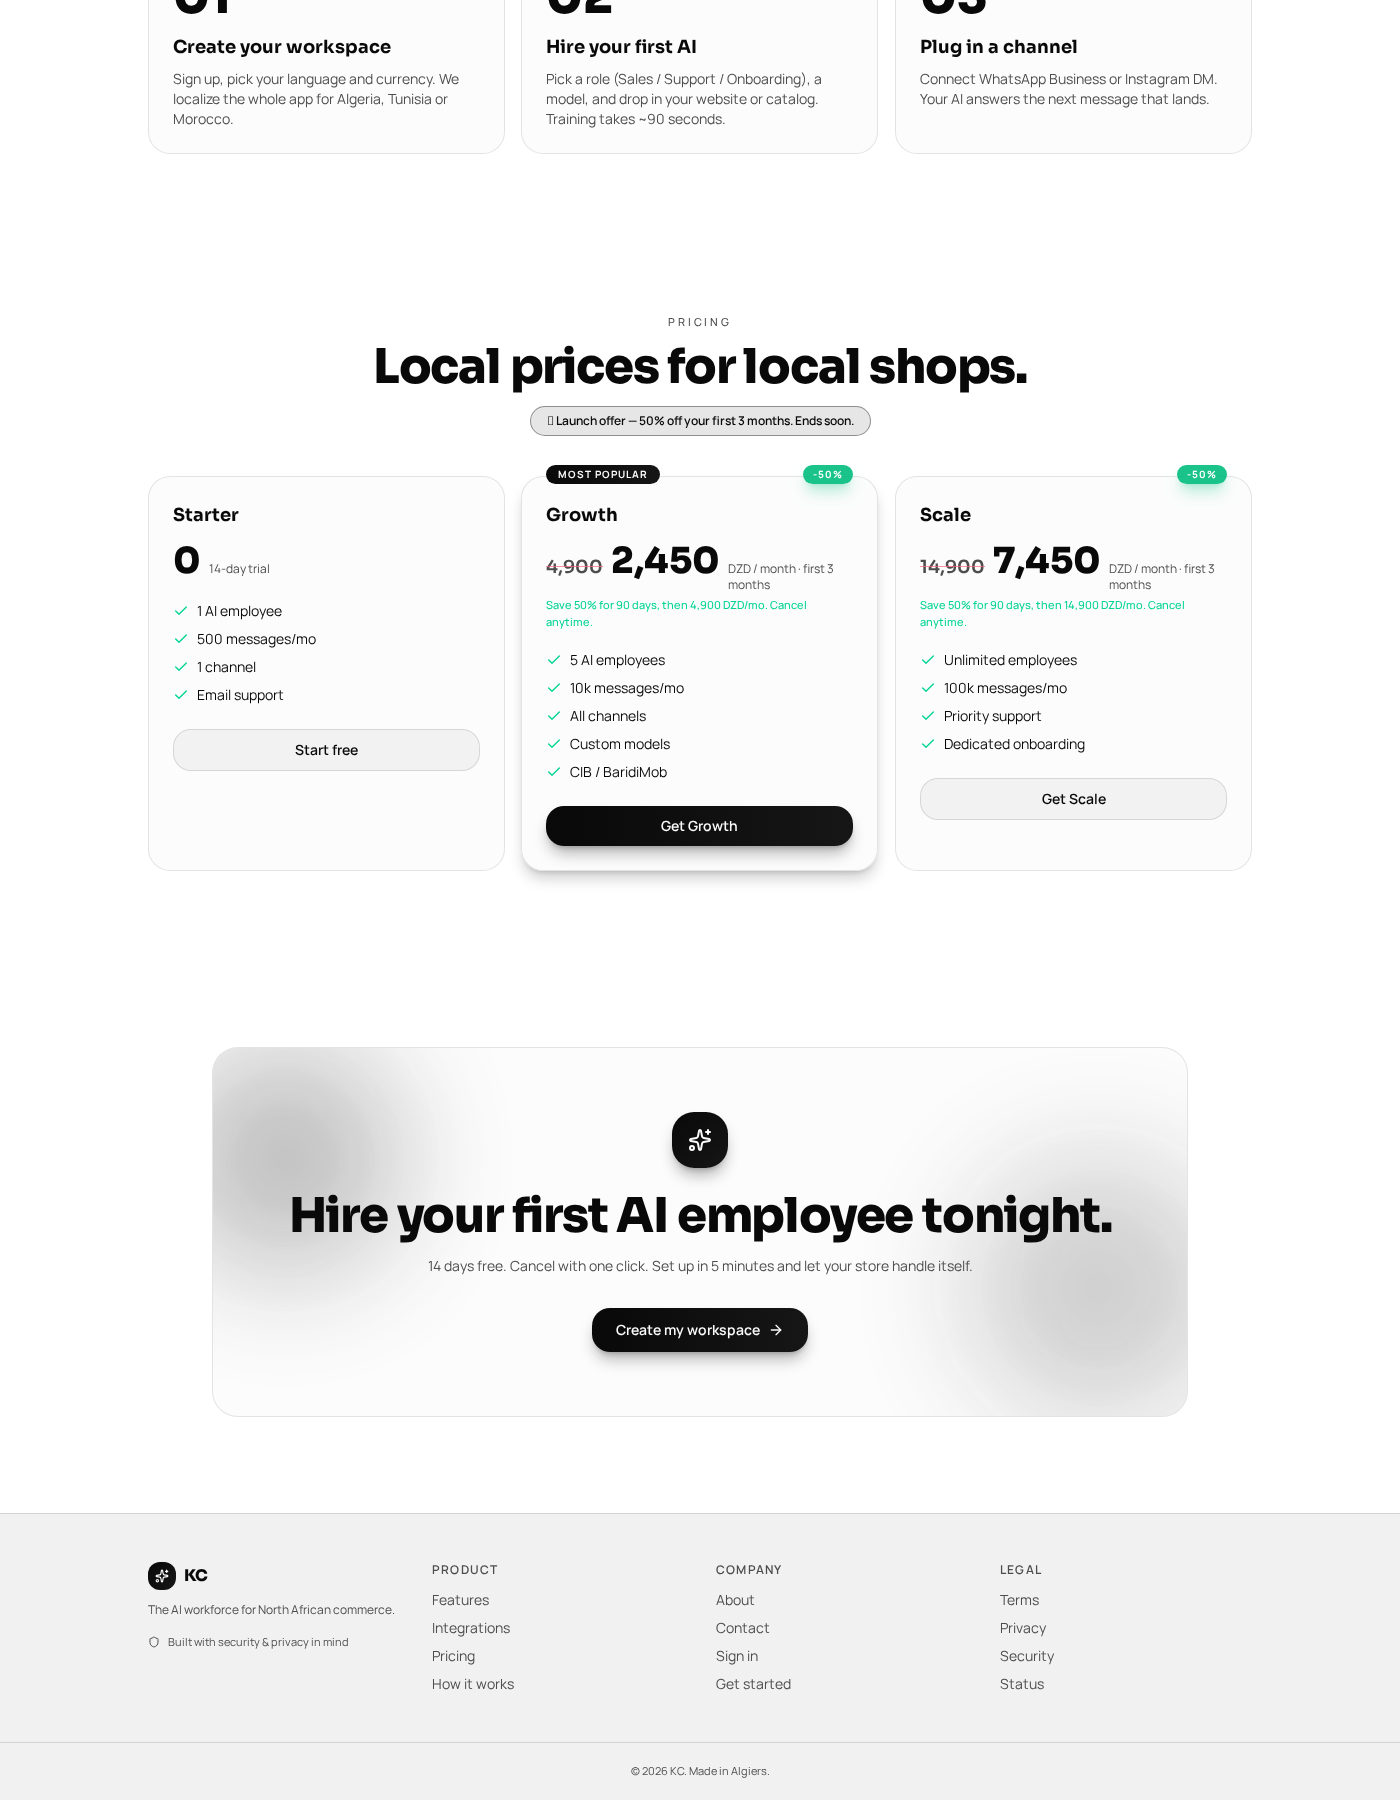 01
02
03
Create your workspace
Sign up, pick your language and currency. We
localize the whole app for Algeria, Tunisia or
Morocco.
Hire your first AI
Pick a role (Sales / Support / Onboarding), a
model, and drop in your website or catalog.
Training takes ~90 seconds.
Plug in a channel
Connect WhatsApp Business or Instagram DM.
Your AI answers the next message that lands.
PRICING
Local prices for local shops.
Launch offer — 50% off your first 3 months. Ends soon.
Starter
0 14-day trial
1 AI employee
500 messages/mo
1 channel
Email support
Start free
MOST POPULAR
-50%
Growth
4,900 2,450 DZD / month · first 3
months
Save 50% for 90 days, then 4,900 DZD/mo. Cancel
anytime.
5 AI employees
10k messages/mo
All channels
Custom models
CIB / BaridiMob
Get Growth
-50%
Scale
14,900 7,450 DZD / month · first 3
months
Save 50% for 90 days, then 14,900 DZD/mo. Cancel
anytime.
Unlimited employees
100k messages/mo
Priority support
Dedicated onboarding
Get Scale
Hire your first AI employee tonight.
14 days free. Cancel with one click. Set up in 5 minutes and let your store handle itself.
Create my workspace
KC
The AI workforce for North African commerce.
Built with security & privacy in mind
PRODUCT
Features
Integrations
Pricing
How it works
COMPANY
About
Contact
Sign in
Get started
LEGAL
Terms
Privacy
Security
Status
© 2026 KC. Made in Algiers.